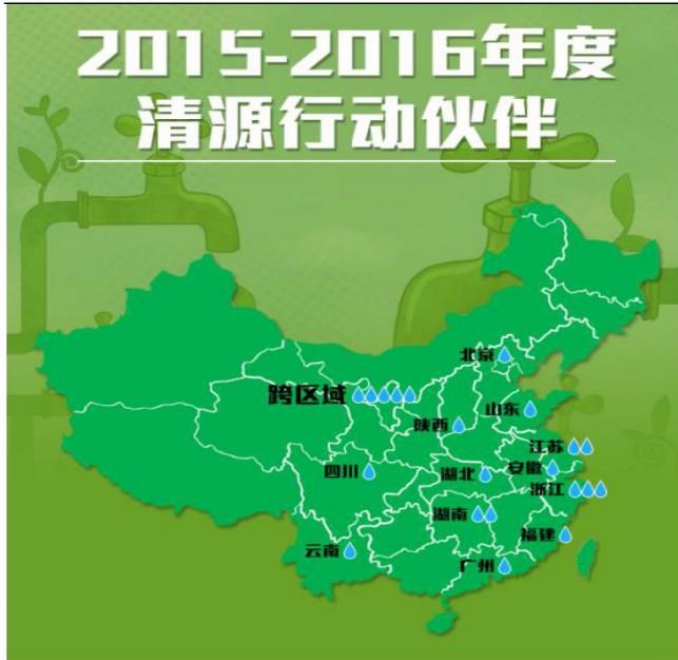 2015-2016年度
清源行动伙伴
北京
跨区域
山东
陕西
江苏
安徽
四川
湖北
浙江
湖南
福建
云南
广州